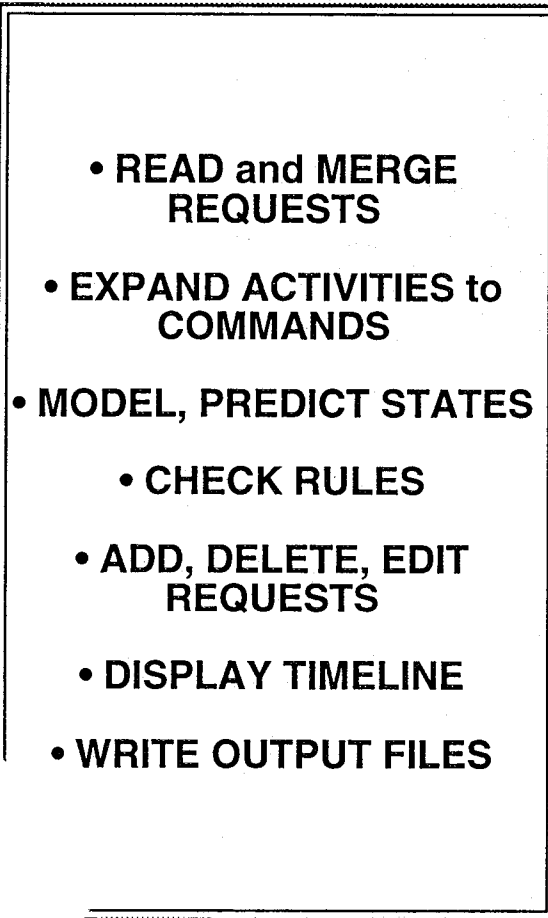 • READ and MERGE
REQUESTS
• EXPAND ACTIVITIES to
COMMANDS
• MODEL, PREDICT STATES
• CHECK RULES
• ADD, DELETE, EDIT
REQUESTS
• DISPLAY TIMELINE
• WRITE OUTPUT FILES